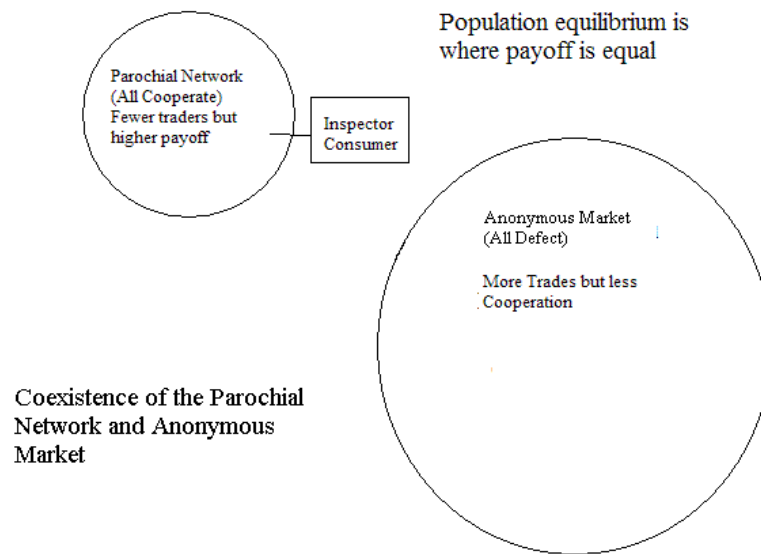 Population equilibrium is
where payoff is equal
Parochial Network
(All Cooperate)
Fewer traders but
higher payoff
Inspector
Consumer
Anonymous Market
(All Defect)
More Trades but less
Cooperation
Coexistence of the Parochial
Network and Anonymous
Market